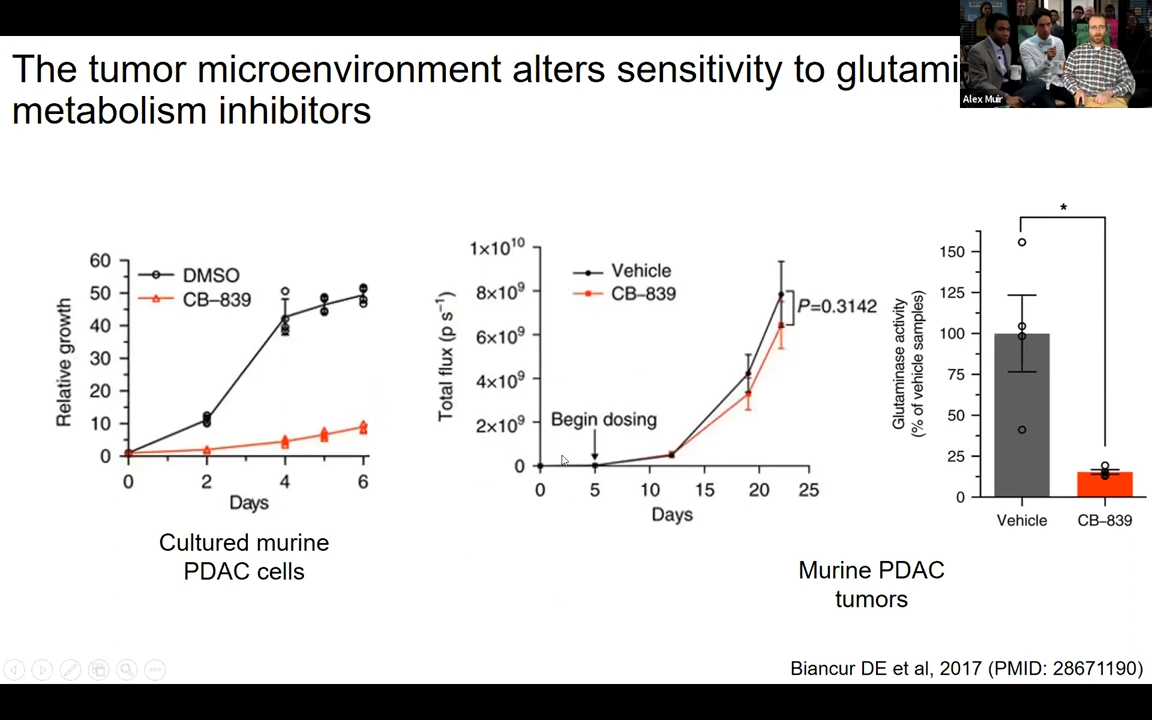 The tumor microenvironment alters sensitivity to glutami
metabolism inhibitors
Alex Muir
60
50
40
30
20
10
0
Relative growth
DMSO
CB–839
0 2 4 6
Days
Cultured murine
PDAC cells
1×10¹⁰
8×10⁹
6×10⁹
4×10⁹
2×10⁹
0
Total flux (p s⁻¹)
Vehicle
CB–839
P=0.3142
Begin dosing
0 5 10 15 20 25
Days
*
150
125
100
75
50
25
0
Glutaminase activity
(% of vehicle samples)
Vehicle CB–839
Murine PDAC
tumors
Biancur DE et al, 2017 (PMID: 28671190)